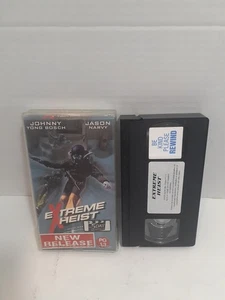 JOHNNY
YONG BOSCH
JASON
NARVY
EXTREME
HEIST
NEW
RELEASE
BE
KIND
PLEASE
REWIND
EXTREME
HEIST